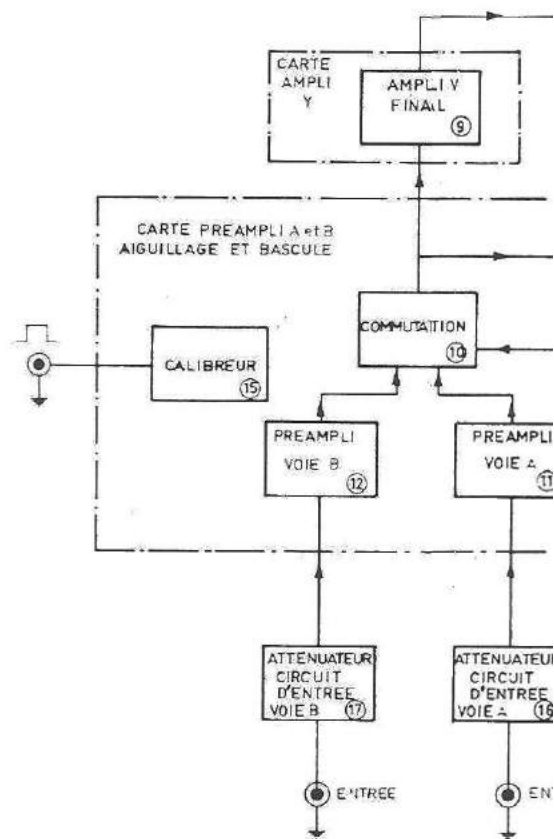 CARTE
AMPLI
Y
AMPLI Y
FINAL
9
CARTE PREAMPLI A et B
AIGUILLAGE ET BASCULE
COMMUTATION
10
CALIBREUR
15
PREAMPLI
VOIE B
12
PREAMPLI
VOIE A
11
ATTENUATEUR
CIRCUIT
D'ENTREE
VOIE B 17
ATTENUATEUR
CIRCUIT
D'ENTREE
VOIE A 16
ENTREE
ENT